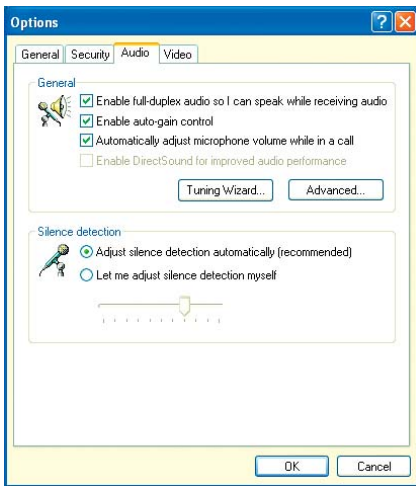 Options
General Security Audio Video
General
Enable full-duplex audio so I can speak while receiving audio
Enable auto-gain control
Automatically adjust microphone volume while in a call
Enable DirectSound for improved audio performance
Tuning Wizard... Advanced...
Silence detection
Adjust silence detection automatically (recommended)
Let me adjust silence detection myself
OK Cancel